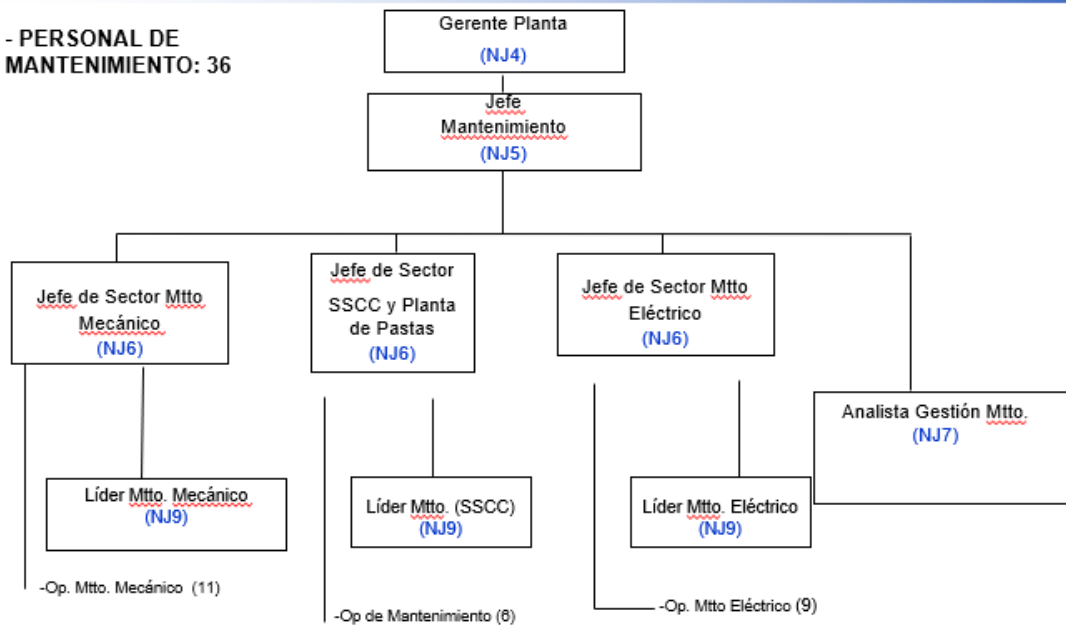 - PERSONAL DE
MANTENIMIENTO: 36
Gerente Planta
(NJ4)
Jefe
Mantenimiento
(NJ5)
Jefe de Sector Mtto
Mecánico
(NJ6)
Jefe de Sector
SSCC y Planta
de Pastas
(NJ6)
Jefe de Sector Mtto
Eléctrico
(NJ6)
Analista Gestión Mtto.
(NJ7)
Líder Mtto. Mecánico
(NJ9)
Líder Mtto. (SSCC)
(NJ9)
Líder Mtto. Eléctrico
(NJ9)
-Op. Mtto. Mecánico (11)
-Op de Mantenimiento (6)
-Op. Mtto Eléctrico (9)